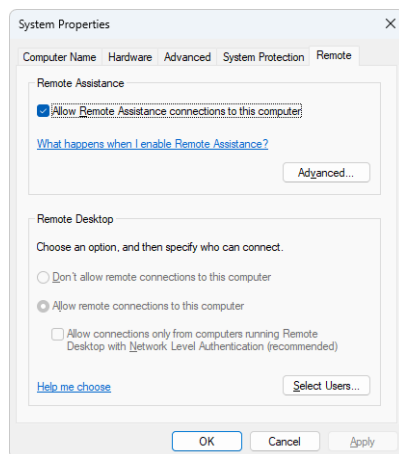 System Properties
Computer Name Hardware Advanced System Protection Remote
Remote Assistance
Allow Remote Assistance connections to this computer
What happens when I enable Remote Assistance?
Advanced...
Remote Desktop
Choose an option, and then specify who can connect.
Don't allow remote connections to this computer
Allow remote connections to this computer
Allow connections only from computers running Remote
Desktop with Network Level Authentication (recommended)
Help me choose
Select Users...
OK Cancel Apply